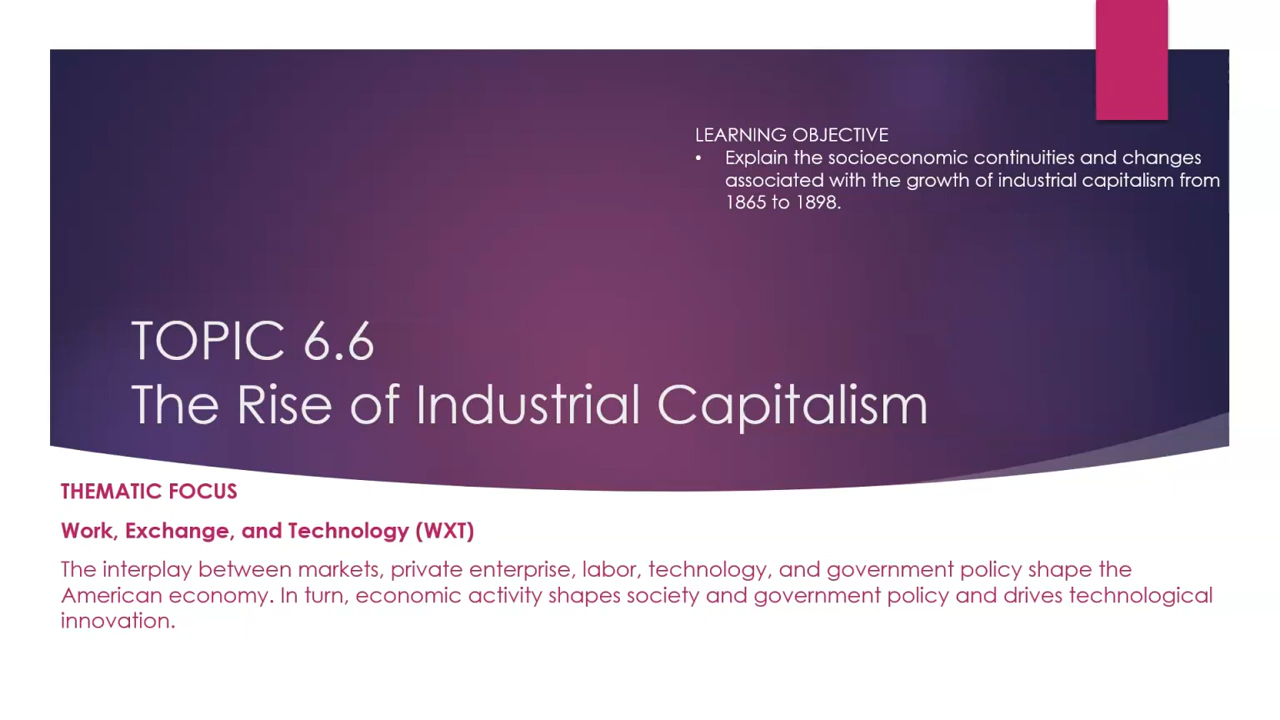 LEARNING OBJECTIVE
• Explain the socioeconomic continuities and changes
associated with the growth of industrial capitalism from
1865 to 1898.
TOPIC 6.6
The Rise of Industrial Capitalism
THEMATIC FOCUS
Work, Exchange, and Technology (WXT)
The interplay between markets, private enterprise, labor, technology, and government policy shape the
American economy. In turn, economic activity shapes society and government policy and drives technological
innovation.